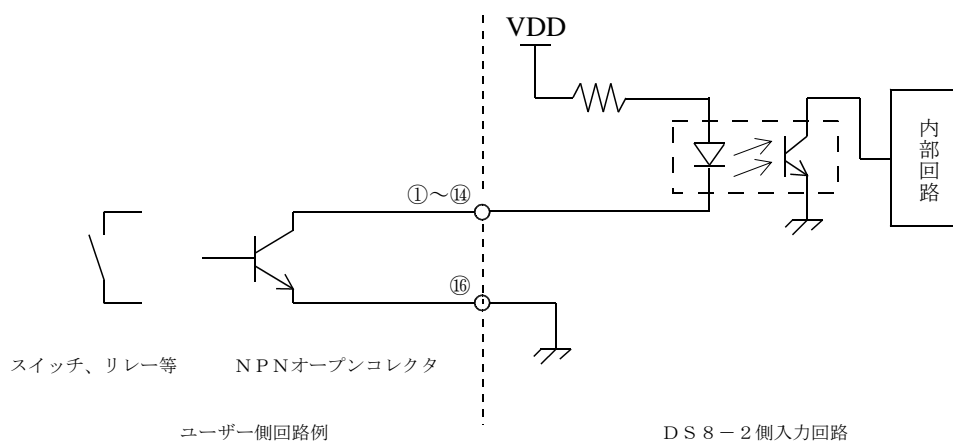 VDD
内部回路
①～⑭
⑯
スイッチ、リレー等
ＮＰＮオープンコレクタ
ユーザー側回路例
ＤＳ８－２側入力回路